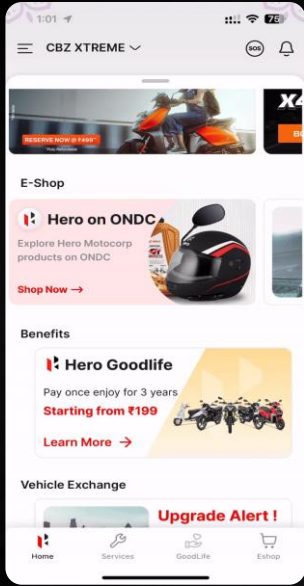 1:01
75
CBZ XTREME
SOS
RESERVE NOW @ ₹499*
X4
E-Shop
Hero on ONDC
Explore Hero Motocorp
products on ONDC
Shop Now →
Benefits
Hero Goodlife
Pay once enjoy for 3 years
Starting from ₹199
Learn More →
Vehicle Exchange
Upgrade Alert !
Home
Services
GoodLife
Eshop